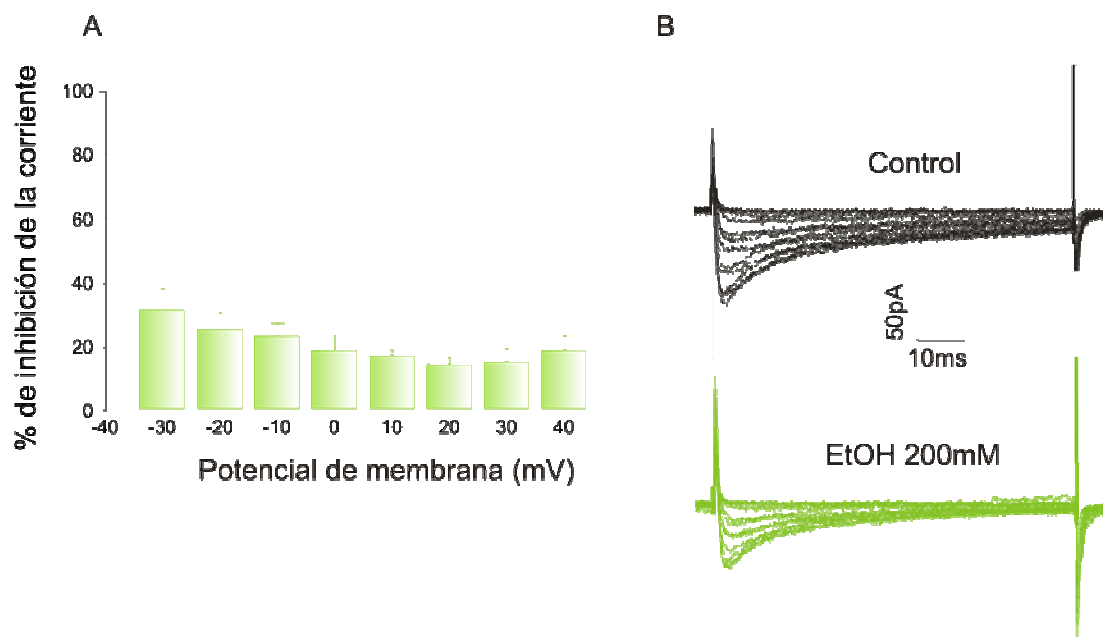 A
B
% de inhibición de la corriente
100
80
60
40
20
0
-40
-30
-20
-10
0
10
20
30
40
Potencial de membrana (mV)
Control
50pA
10ms
EtOH 200mM